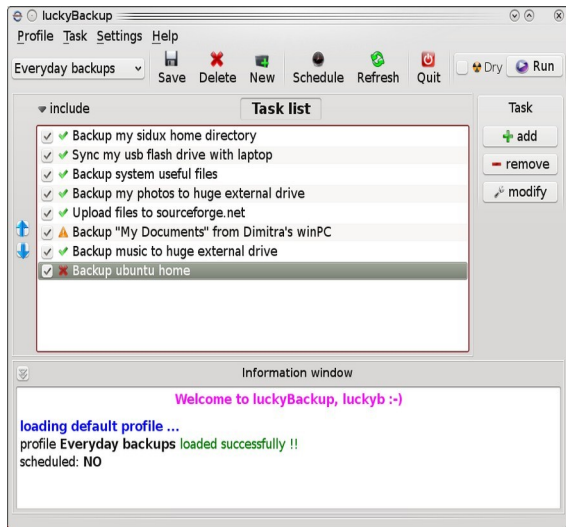 luckyBackup
Profile Task Settings Help
Everyday backups Save Delete New Schedule Refresh Quit Dry Run
include Task list Task
Backup my sidux home directory
Sync my usb flash drive with laptop
Backup system useful files
Backup my photos to huge external drive
Upload files to sourceforge.net
Backup "My Documents" from Dimitra's winPC
Backup music to huge external drive
Backup ubuntu home
add
remove
modify
Information window
Welcome to luckyBackup, luckyb :-)
loading default profile ...
profile Everyday backups loaded successfully !!
scheduled: NO